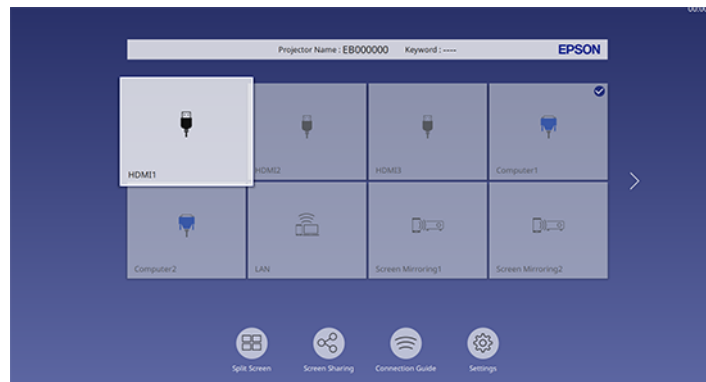 Projector Name : EB000000 Keyword : ---- EPSON
HDMI1 HDMI2 HDMI3 Computer1
Computer2 LAN Screen Mirroring1 Screen Mirroring2
Split Screen Screen Sharing Connection Guide Settings